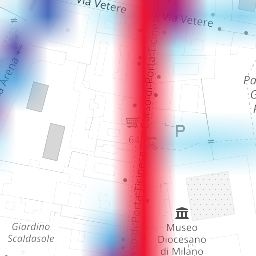 Via Vetere
Via Vetere
Arena
Corso di Porta Ticinese
P
Giardino
Scaldasole
Museo
Diocesano
di Milano